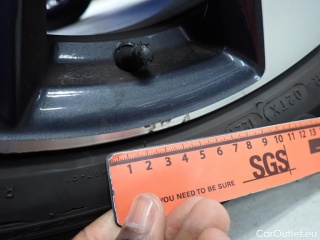 1 2 3 4 5 6 7 8 9 10 11 12 13
SGS
YOU NEED TO BE SURE
© CarOutlet.eu